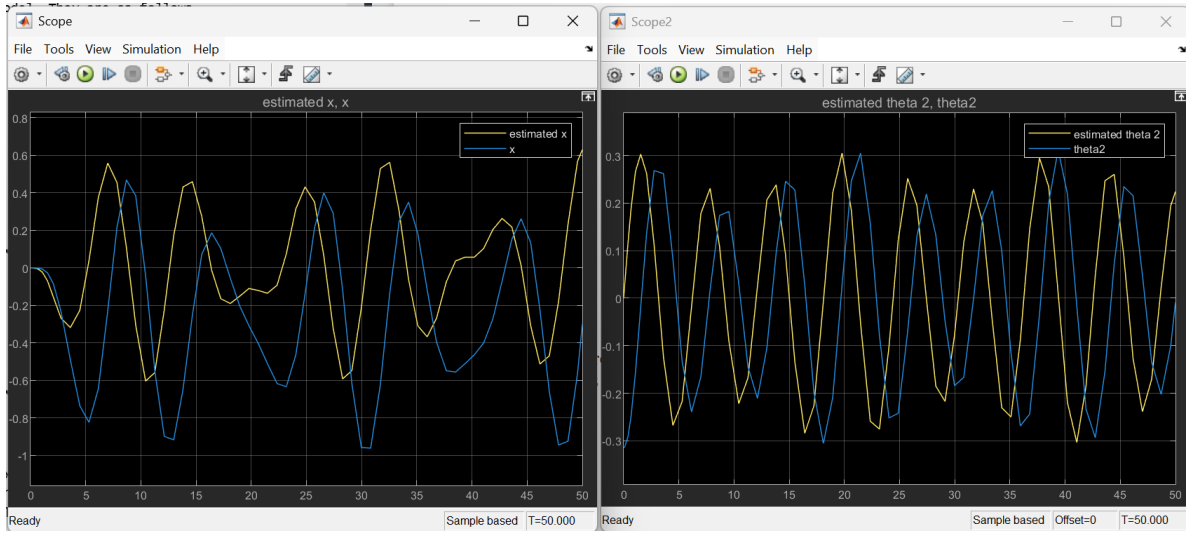 Scope
File Tools View Simulation Help
estimated x, x
estimated x
x
0.8
0.6
0.4
0.2
0
-0.2
-0.4
-0.6
-0.8
-1
0 5 10 15 20 25 30 35 40 45 50
Ready Sample based T=50.000
Scope2
File Tools View Simulation Help
estimated theta 2, theta2
estimated theta 2
theta2
0.3
0.2
0.1
0
-0.1
-0.2
-0.3
0 5 10 15 20 25 30 35 40 45 50
Ready Sample based Offset=0 T=50.000